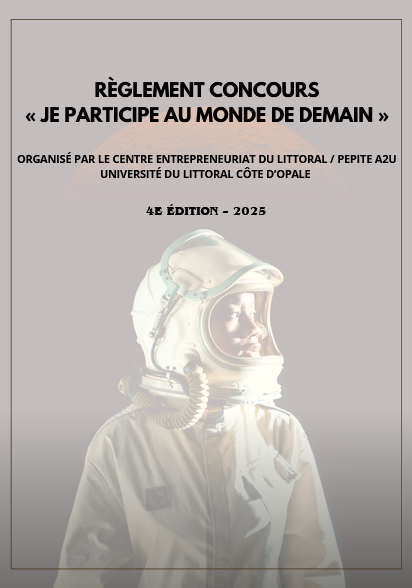 RÈGLEMENT CONCOURS
« JE PARTICIPE AU MONDE DE DEMAIN »
ORGANISÉ PAR LE CENTRE ENTREPRENEURIAT DU LITTORAL / PEPITE A2U
UNIVERSITÉ DU LITTORAL CÔTE D'OPALE
4E ÉDITION – 2025